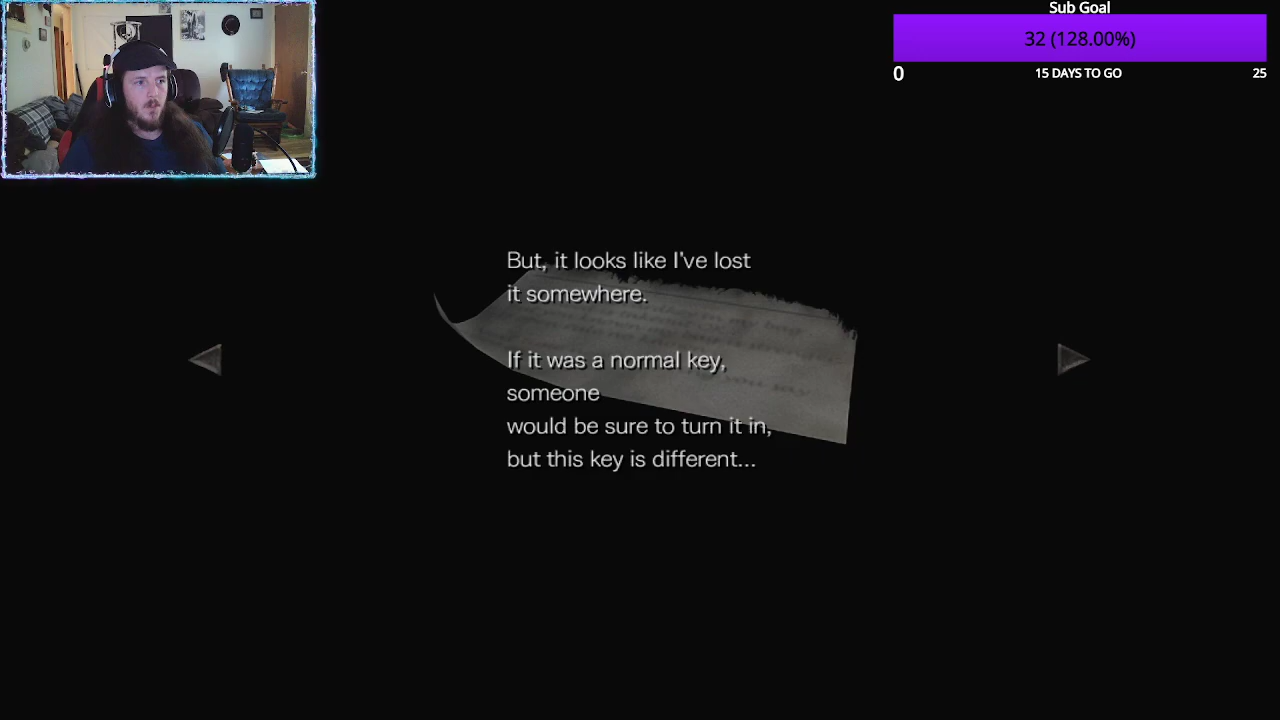 Sub Goal
32 (128.00%)
0
15 DAYS TO GO
25
But, it looks like I've lost
it somewhere.
If it was a normal key,
someone
would be sure to turn it in,
but this key is different...